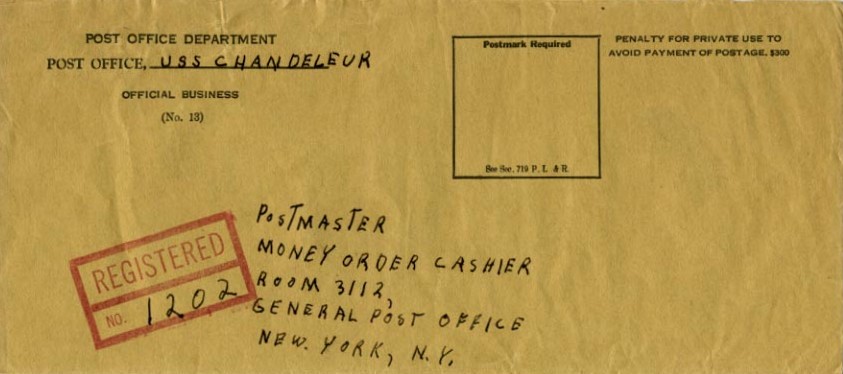 POST OFFICE DEPARTMENT
POST OFFICE, USS CHANDELEUR
OFFICIAL BUSINESS
(No. 13)
Postmark Required
See Sec. 719 P. L & R.
PENALTY FOR PRIVATE USE TO
AVOID PAYMENT OF POSTAGE, $300
REGISTERED
NO. 1202
POSTMASTER
MONEY ORDER CASHIER
ROOM 3112,
GENERAL POST OFFICE
NEW. YORK, N.Y.